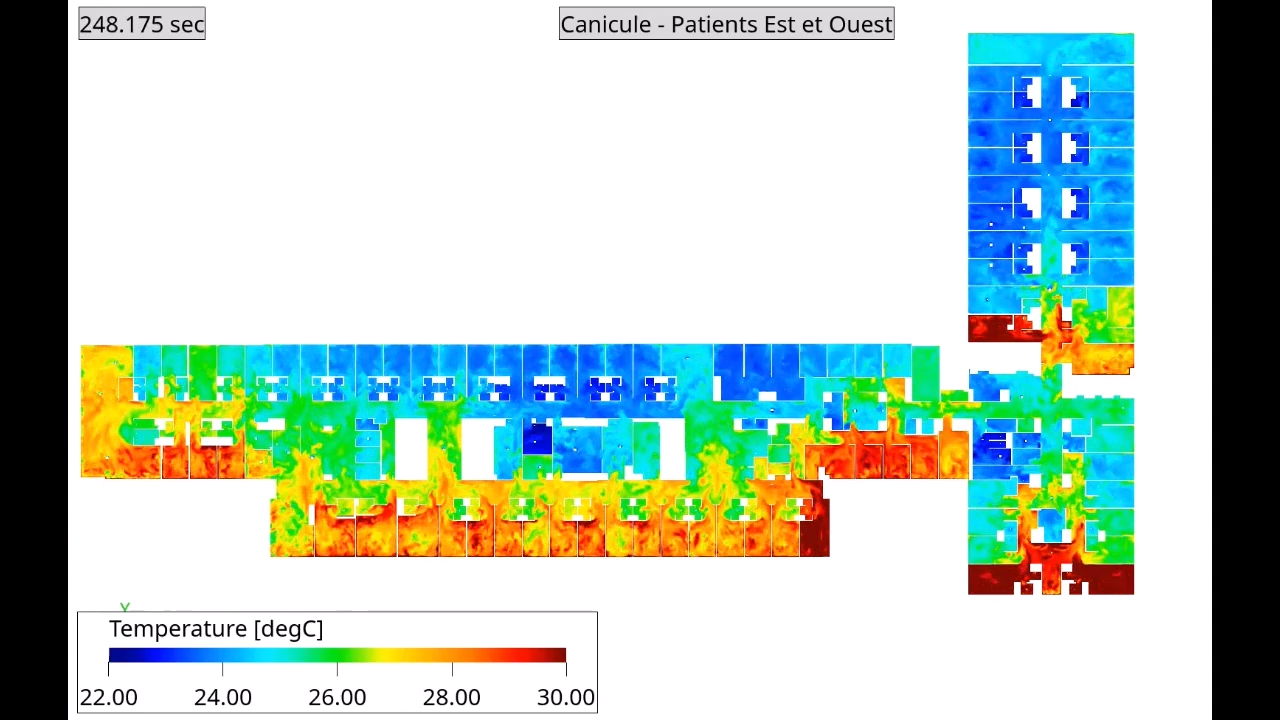 248.175 sec
Canicule - Patients Est et Ouest
Y
Temperature [degC]
22.00 24.00 26.00 28.00 30.00